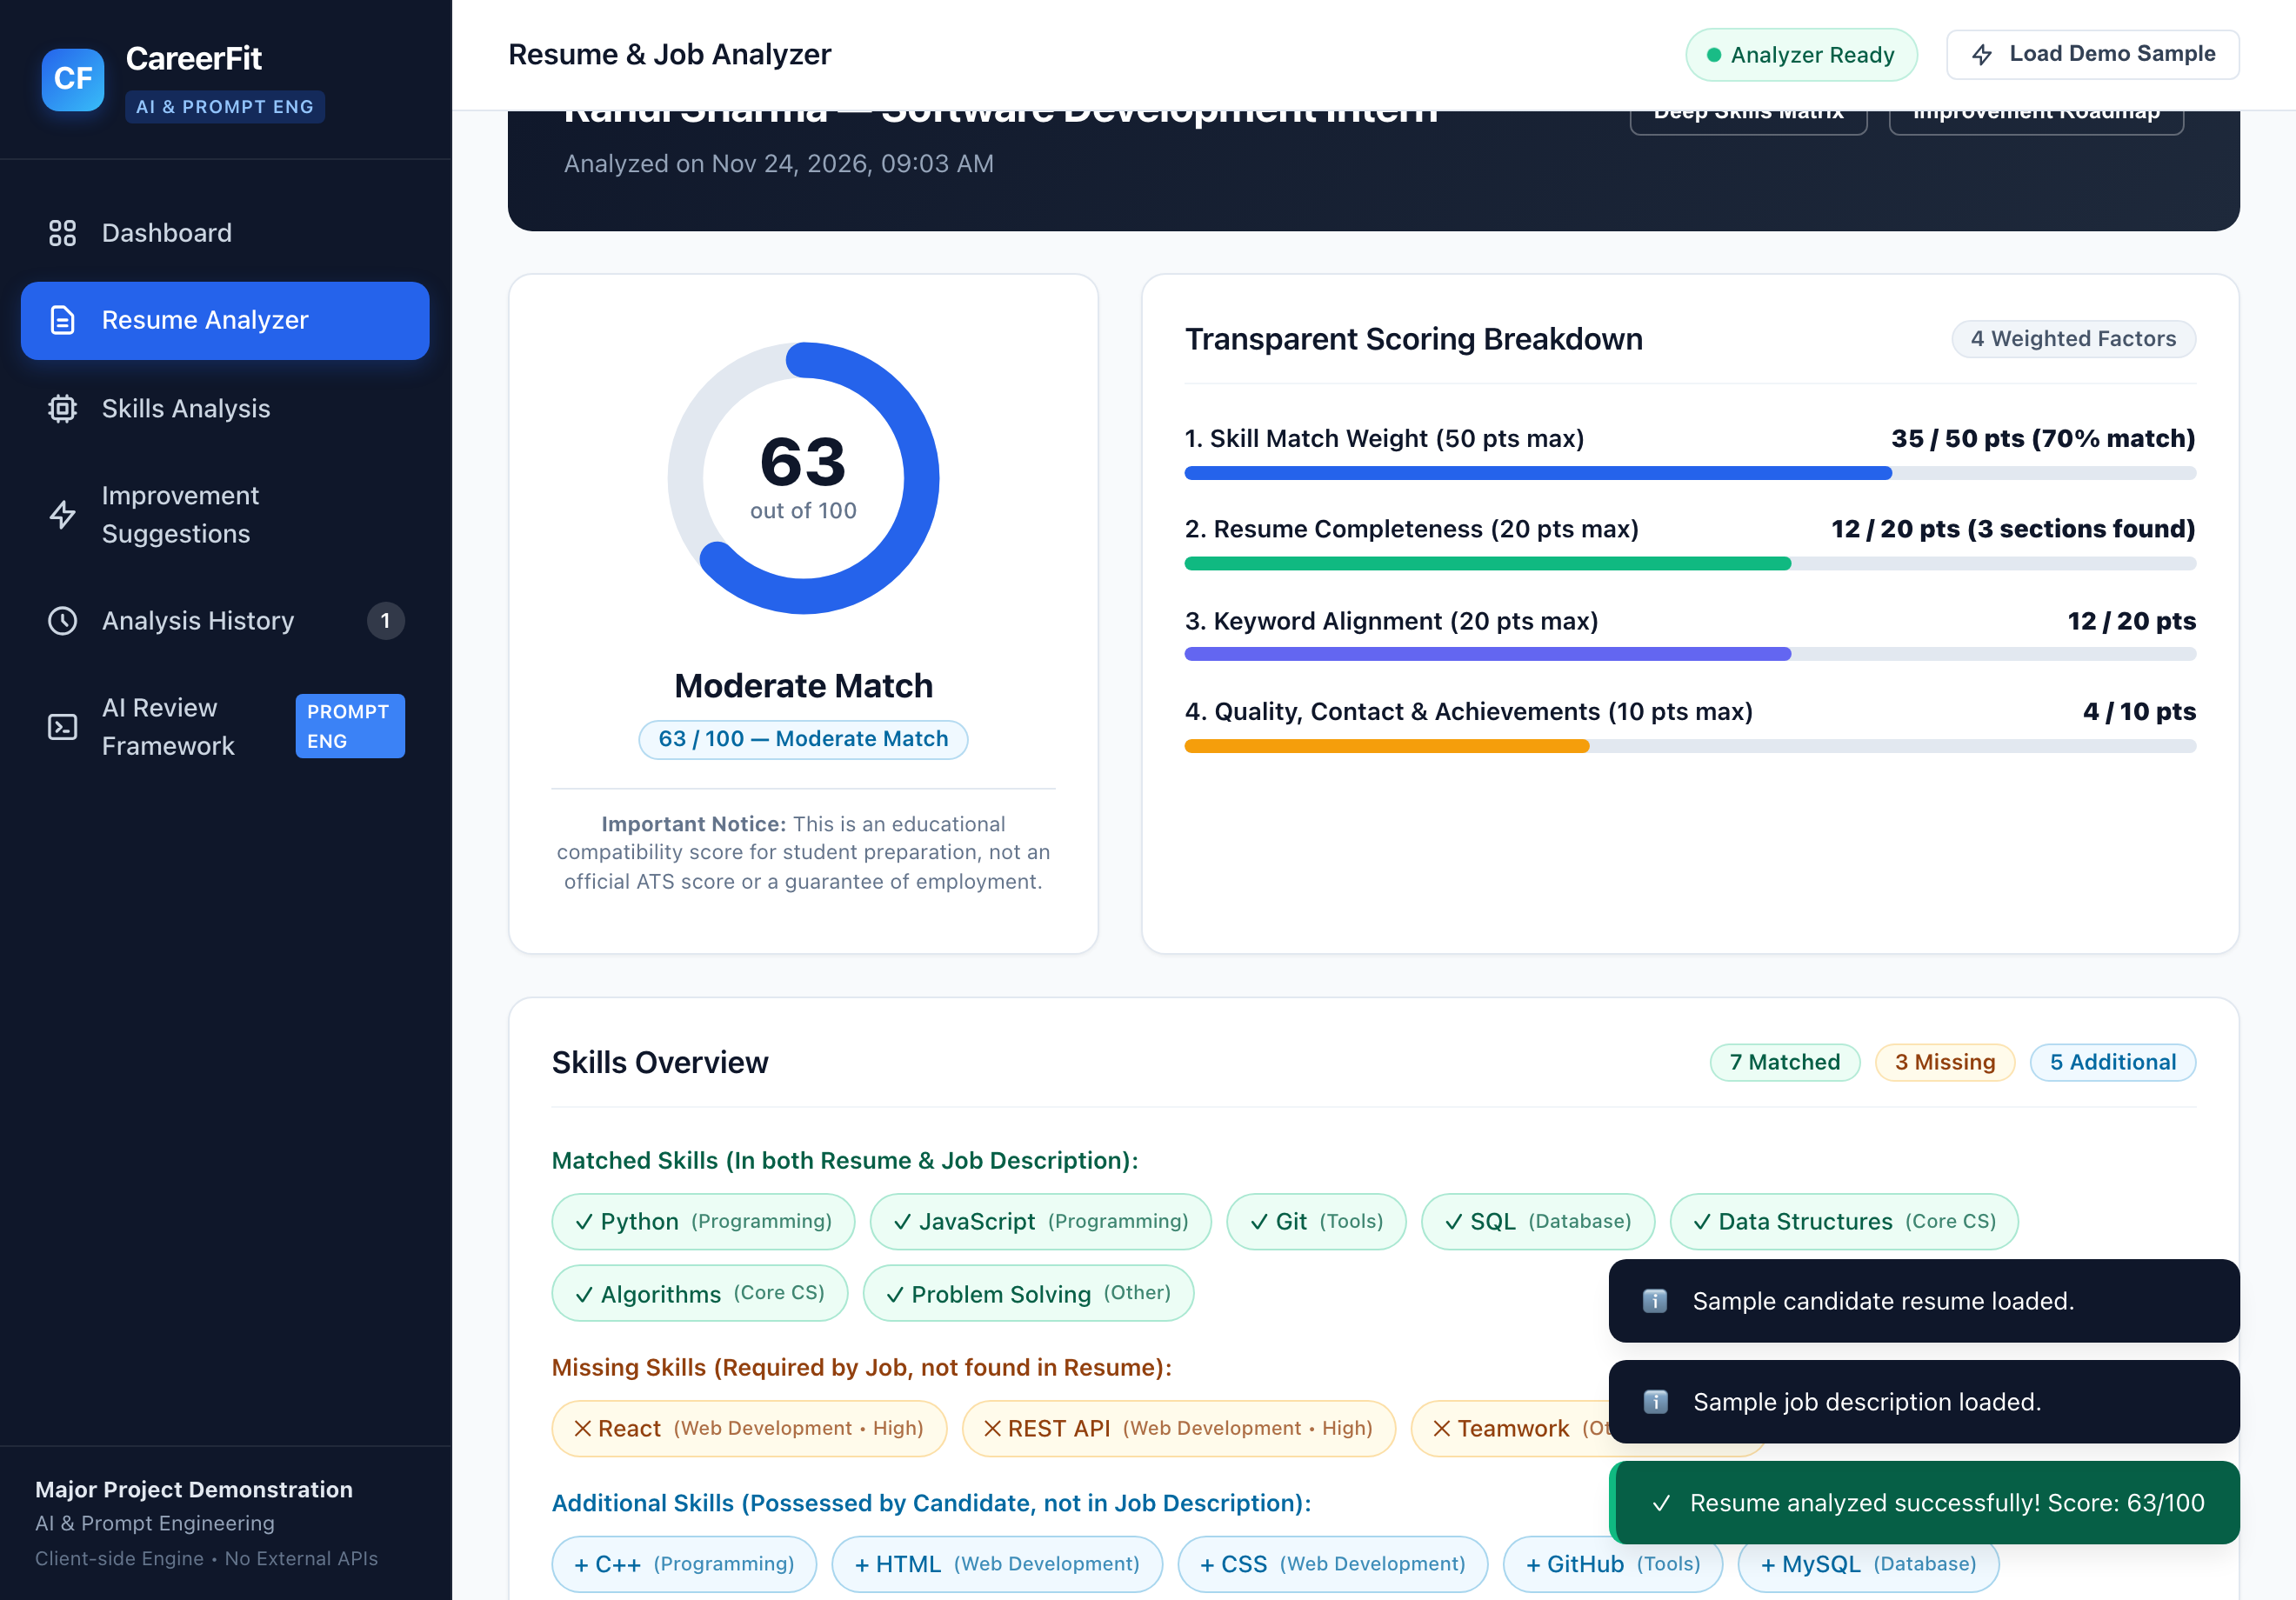 CF
CareerFit
AI & PROMPT ENG
Dashboard
Resume Analyzer
Skills Analysis
Improvement
Suggestions
Analysis History
1
AI Review
Framework
PROMPT
ENG
Major Project Demonstration
AI & Prompt Engineering
Client-side Engine • No External APIs
Resume & Job Analyzer
Analyzer Ready
Load Demo Sample
Rahul Sharma — Software Development Intern
Deep Skills Matrix
Improvement Roadmap
Analyzed on Nov 24, 2026, 09:03 AM
63
out of 100
Moderate Match
63 / 100 — Moderate Match
Important Notice: This is an educational
compatibility score for student preparation, not an
official ATS score or a guarantee of employment.
Transparent Scoring Breakdown
4 Weighted Factors
1. Skill Match Weight (50 pts max)
35 / 50 pts (70% match)
2. Resume Completeness (20 pts max)
12 / 20 pts (3 sections found)
3. Keyword Alignment (20 pts max)
12 / 20 pts
4. Quality, Contact & Achievements (10 pts max)
4 / 10 pts
Skills Overview
7 Matched
3 Missing
5 Additional
Matched Skills (In both Resume & Job Description):
✓ Python (Programming)
✓ JavaScript (Programming)
✓ Git (Tools)
✓ SQL (Database)
✓ Data Structures (Core CS)
✓ Algorithms (Core CS)
✓ Problem Solving (Other)
Missing Skills (Required by Job, not found in Resume):
✕ React (Web Development • High)
✕ REST API (Web Development • High)
✕ Teamwork
Additional Skills (Possessed by Candidate, not in Job Description):
+ C++ (Programming)
+ HTML (Web Development)
+ CSS (Web Development)
+ GitHub (Tools)
+ MySQL (Database)
Sample candidate resume loaded.
Sample job description loaded.
✓ Resume analyzed successfully! Score: 63/100